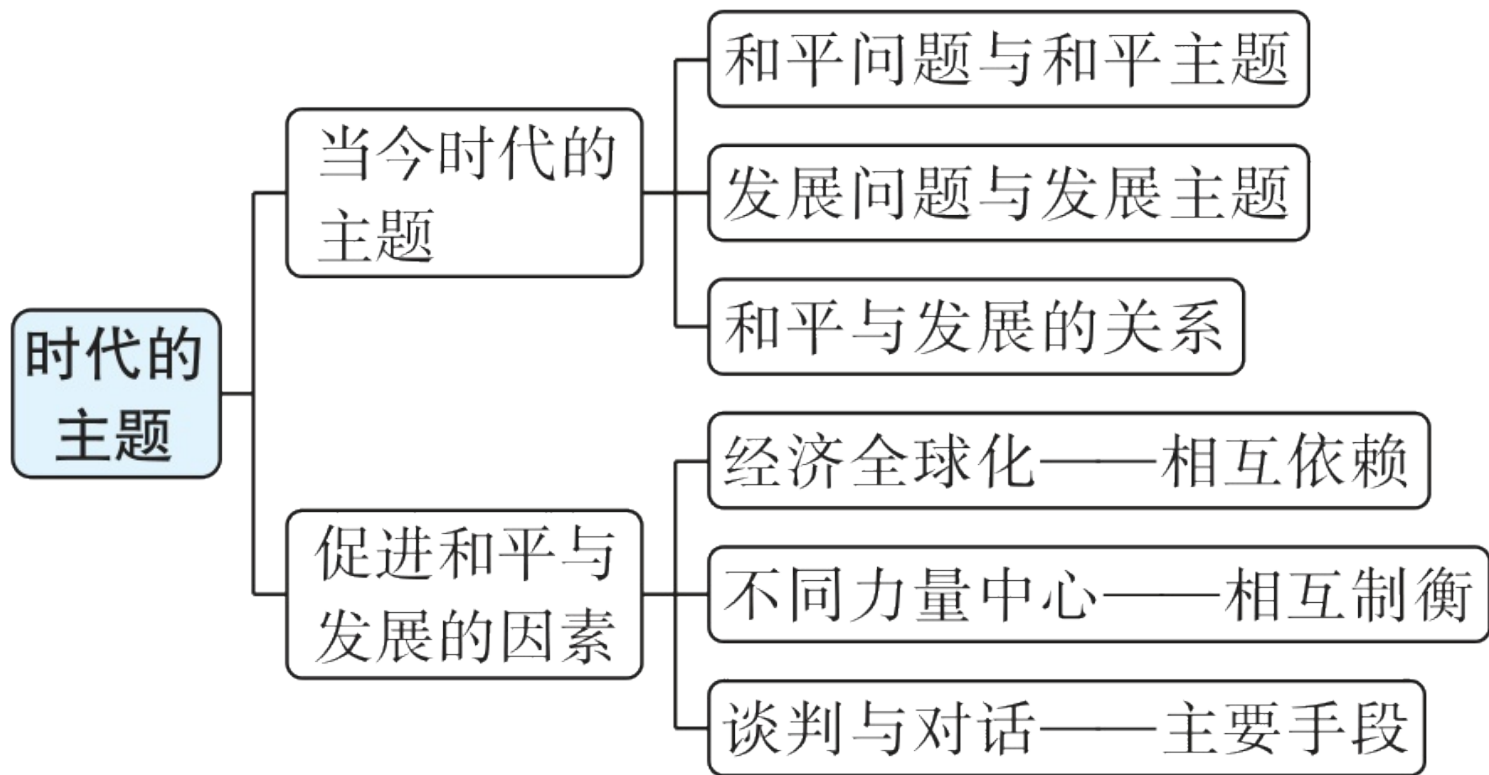 时代的
主题
当今时代的
主题
和平问题与和平主题
发展问题与发展主题
和平与发展的关系
促进和平与
发展的因素
经济全球化——相互依赖
不同力量中心——相互制衡
谈判与对话——主要手段